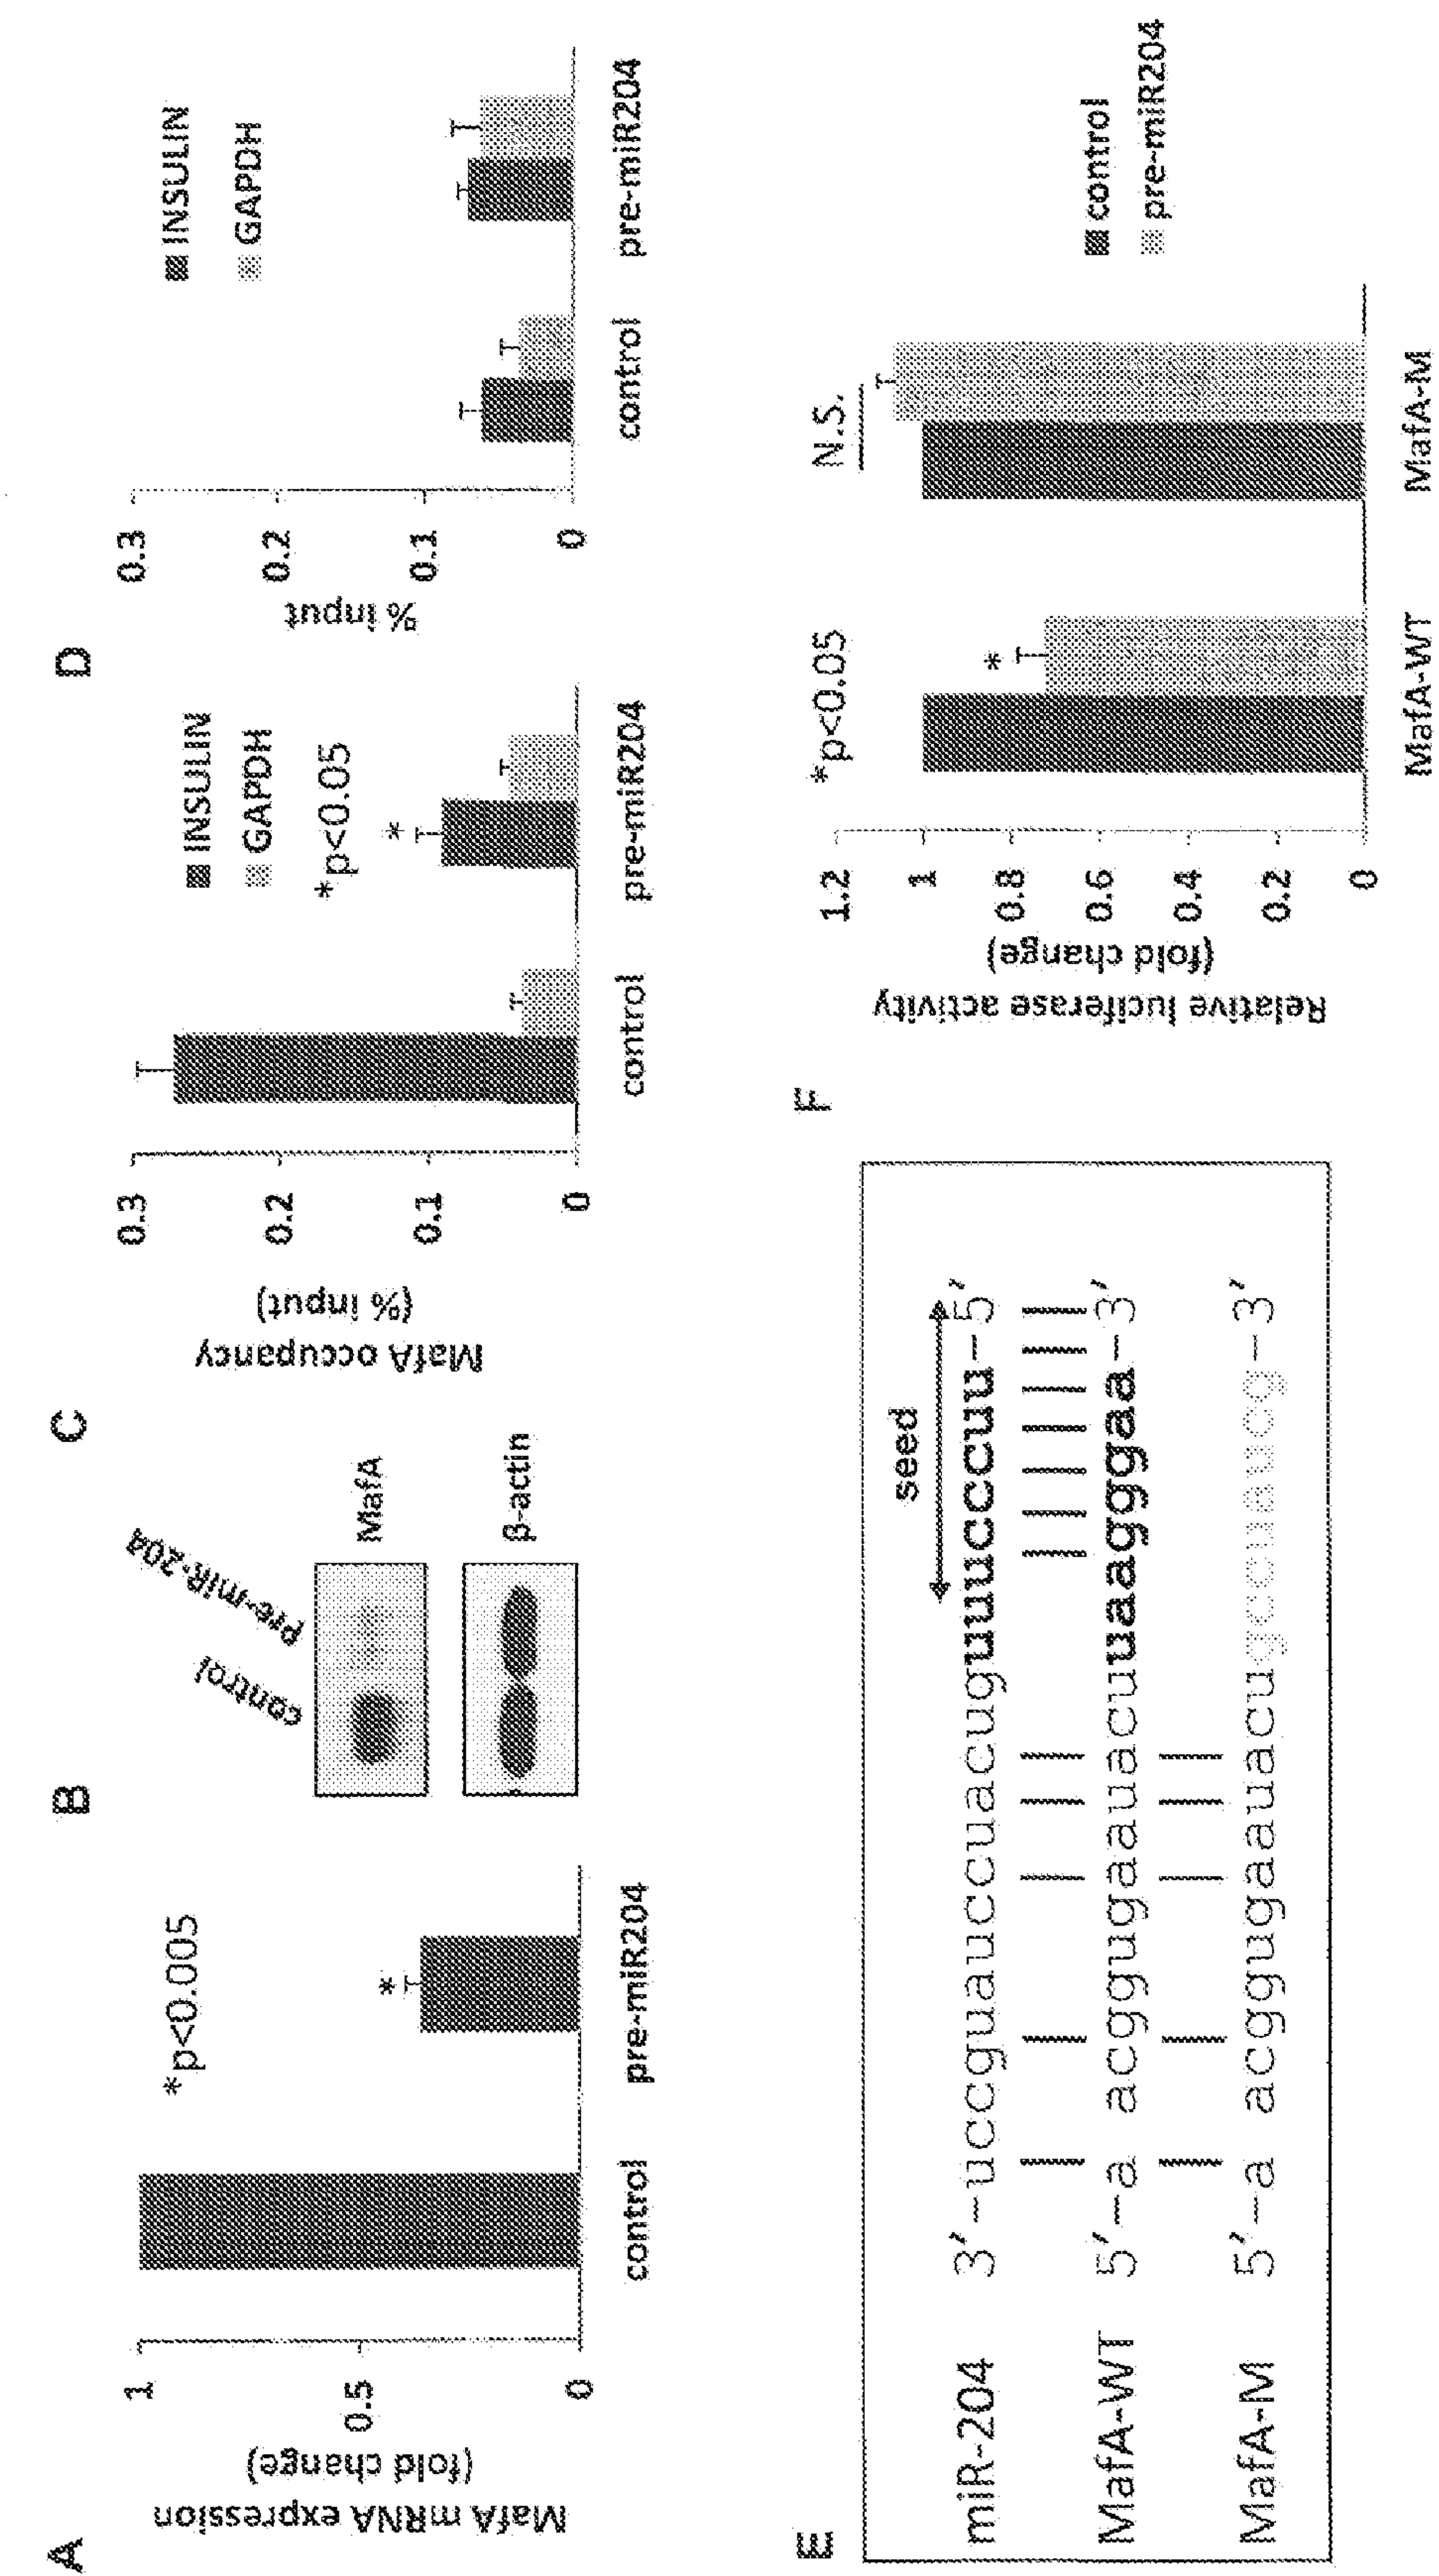 A
MafA mRNA expression
(fold change)
1
0.5
0
*p<0.005
*
control
pre-miR204
B
control
Pre-miR-204
MafA
β-actin
C
MafA occupancy
(% input)
0.3
0.2
0.1
0
INSULIN
GAPDH
*p<0.05
*
control
pre-miR204
D
% input
0.3
0.2
0.1
0
INSULIN
GAPDH
control
pre-miR204
E
seed
miR-204 3′-uccguauccuacuguuucccuu-5′
MafA-WT 5′-a acggugaauacuuaagggaa-3′
MafA-M 5′-a acggugaauacugccuaucg-3′
F
Relative luciferase activity
(fold change)
1.2
1
0.8
0.6
0.4
0.2
0
*p<0.05
*
N.S.
control
pre-miR204
MafA-WT
MafA-M